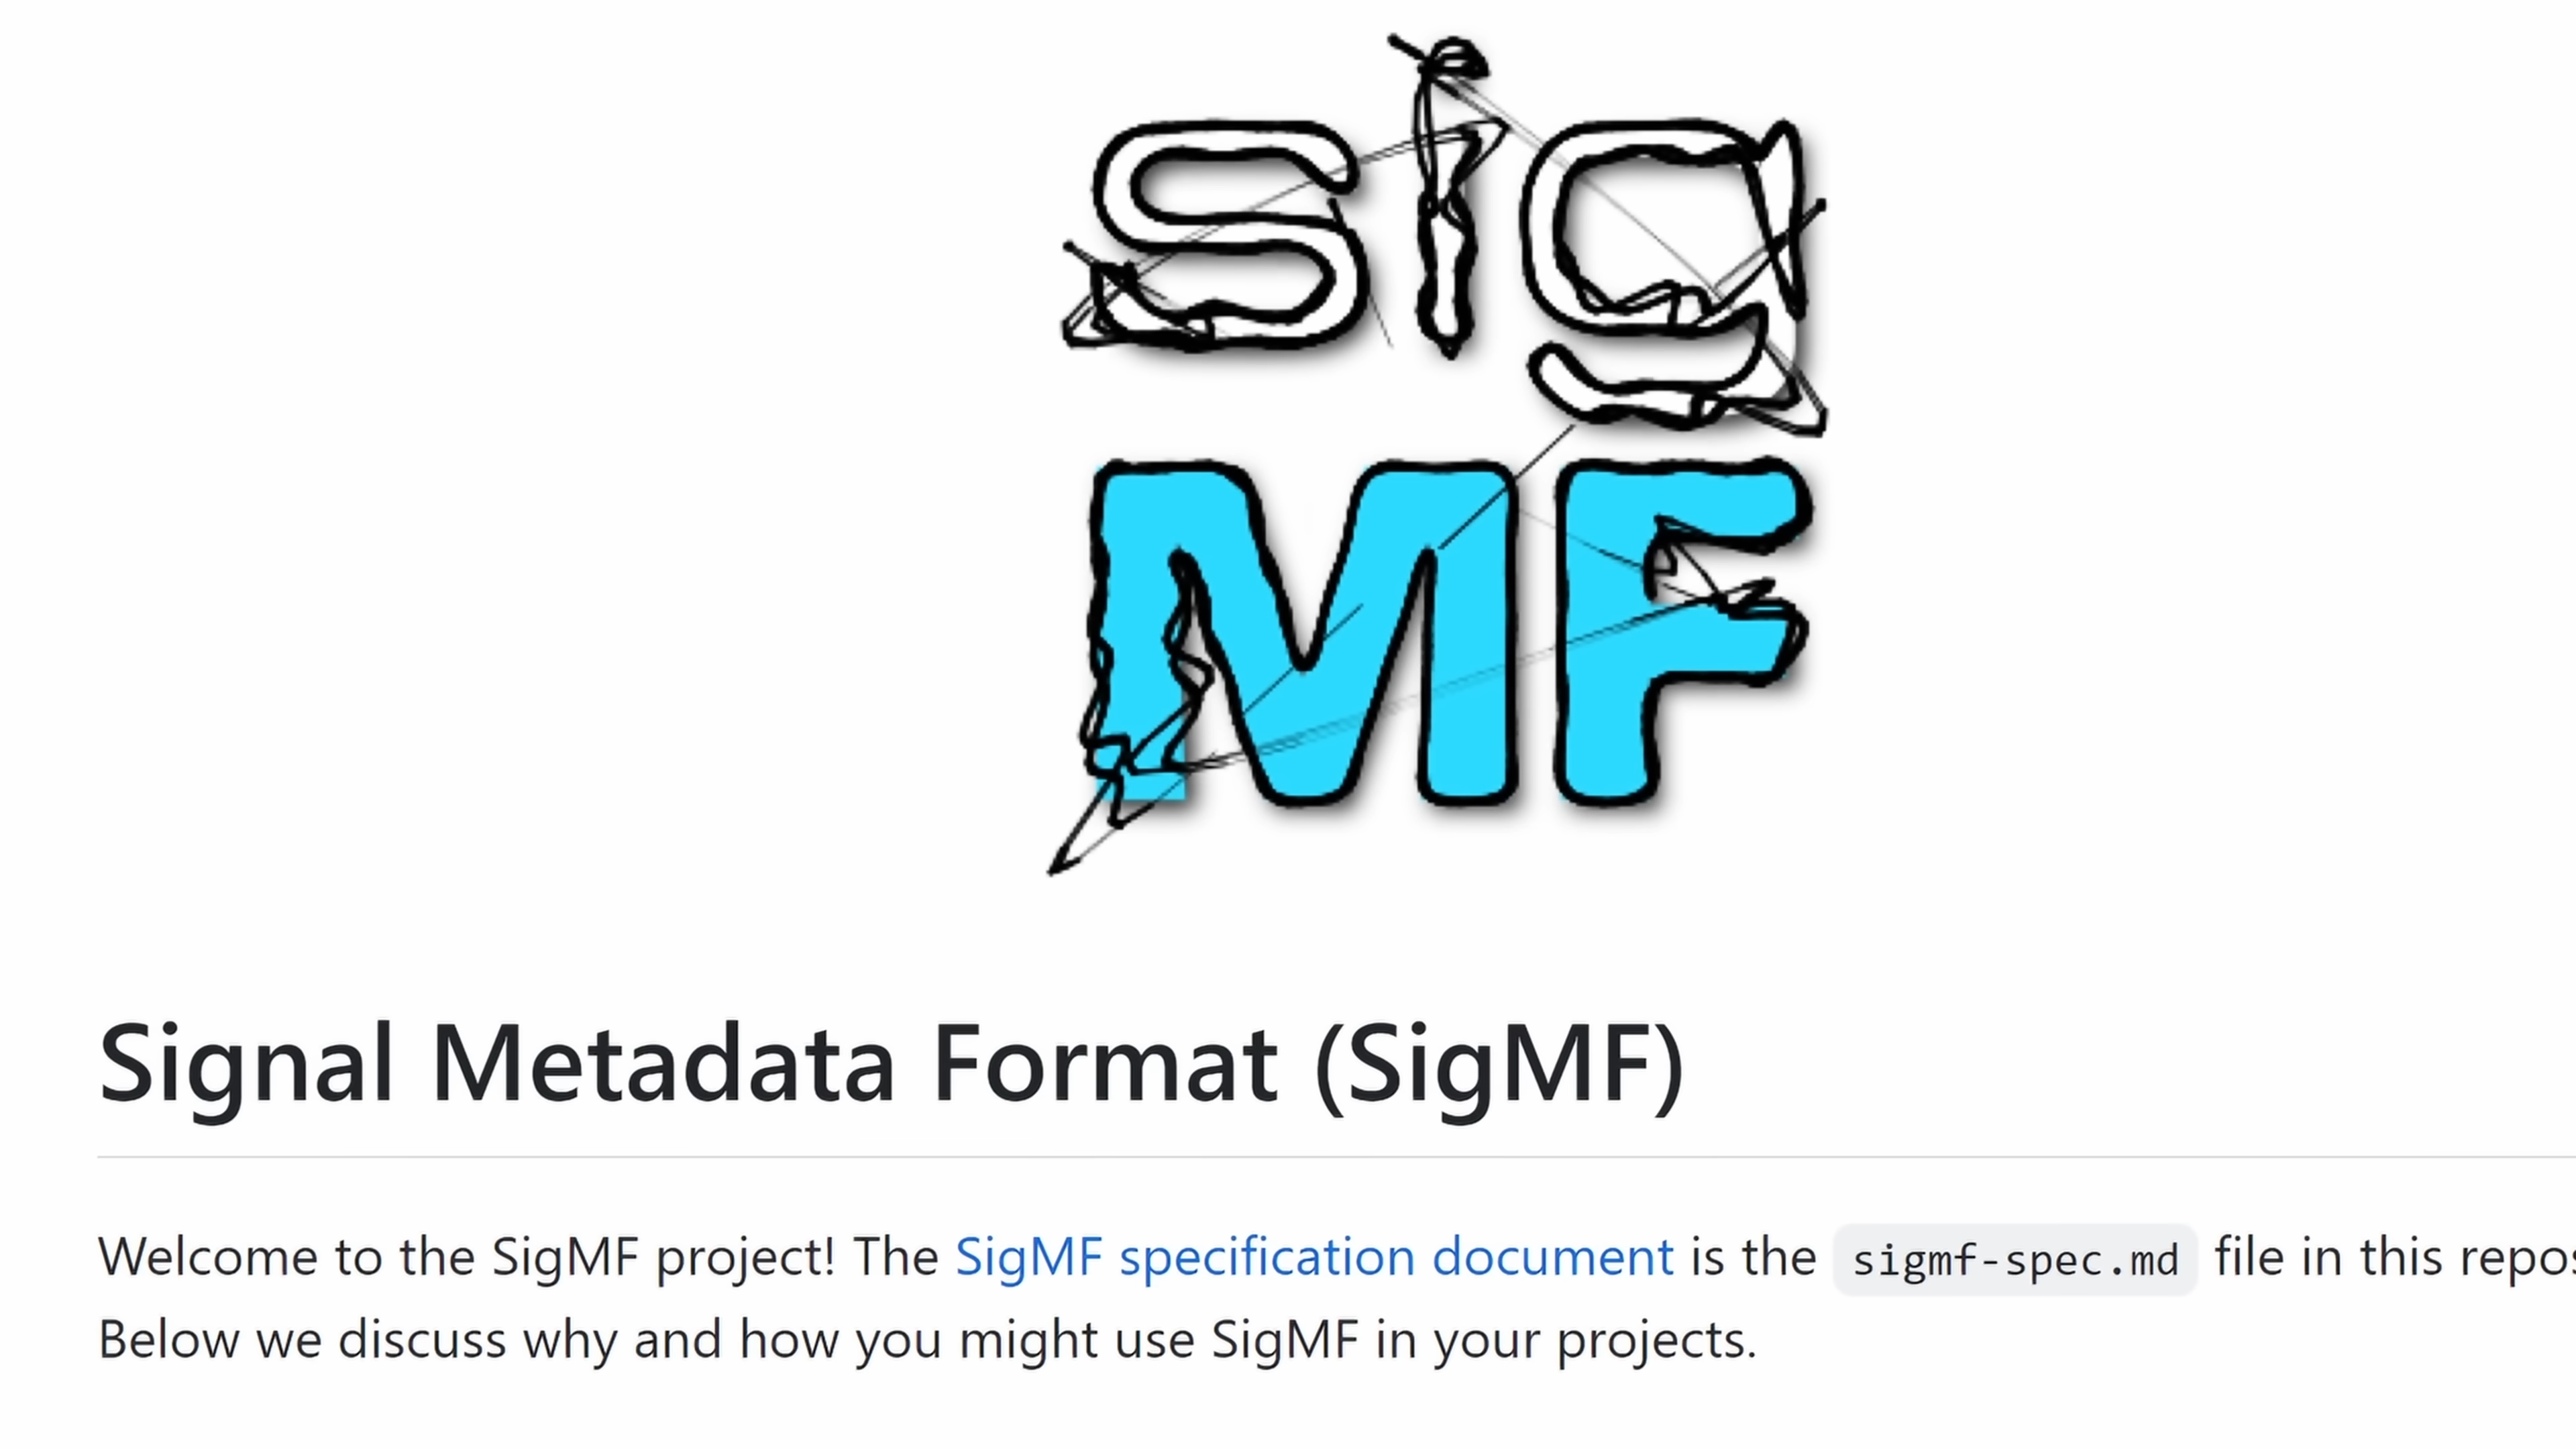 sig
MF
Signal Metadata Format (SigMF)
Welcome to the SigMF project! The SigMF specification document is the sigmf-spec.md file in this
Below we discuss why and how you might use SigMF in your projects.